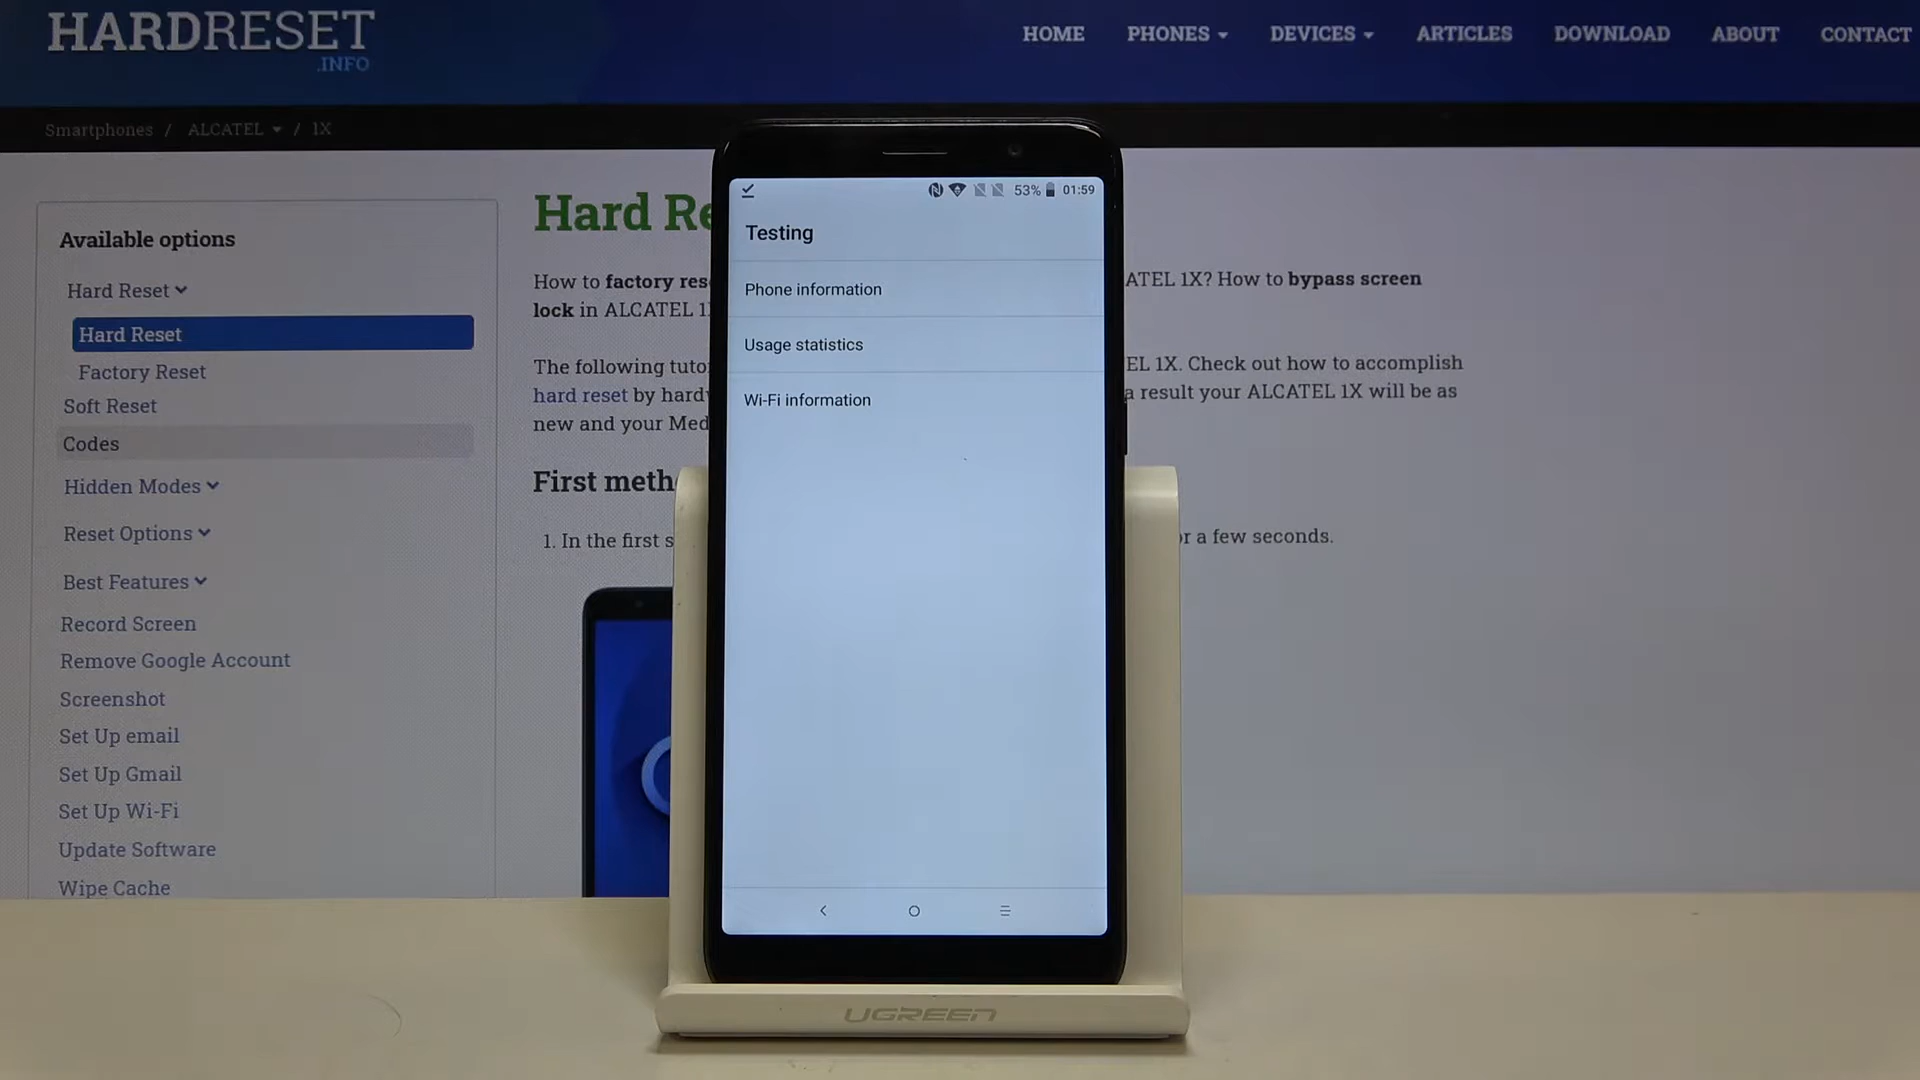 HARDRESET
.INFO
HOME PHONES DEVICES ARTICLES DOWNLOAD ABOUT CONTACT
Smartphones / ALCATEL / 1X
Available options
Hard Reset
Hard Reset
Factory Reset
Soft Reset
Codes
Hidden Modes
Reset Options
Best Features
Record Screen
Remove Google Account
Screenshot
Set Up email
Set Up Gmail
Set Up Wi-Fi
Update Software
Wipe Cache
Hard Re
How to factory res ATEL 1X? How to bypass screen
lock in ALCATEL 1
The following tuto EL 1X. Check out how to accomplish
hard reset by hard a result your ALCATEL 1X will be as
new and your Med
First meth
1. In the first s or a few seconds.
53% 01:59
Testing
Phone information
Usage statistics
Wi-Fi information
UGREEN